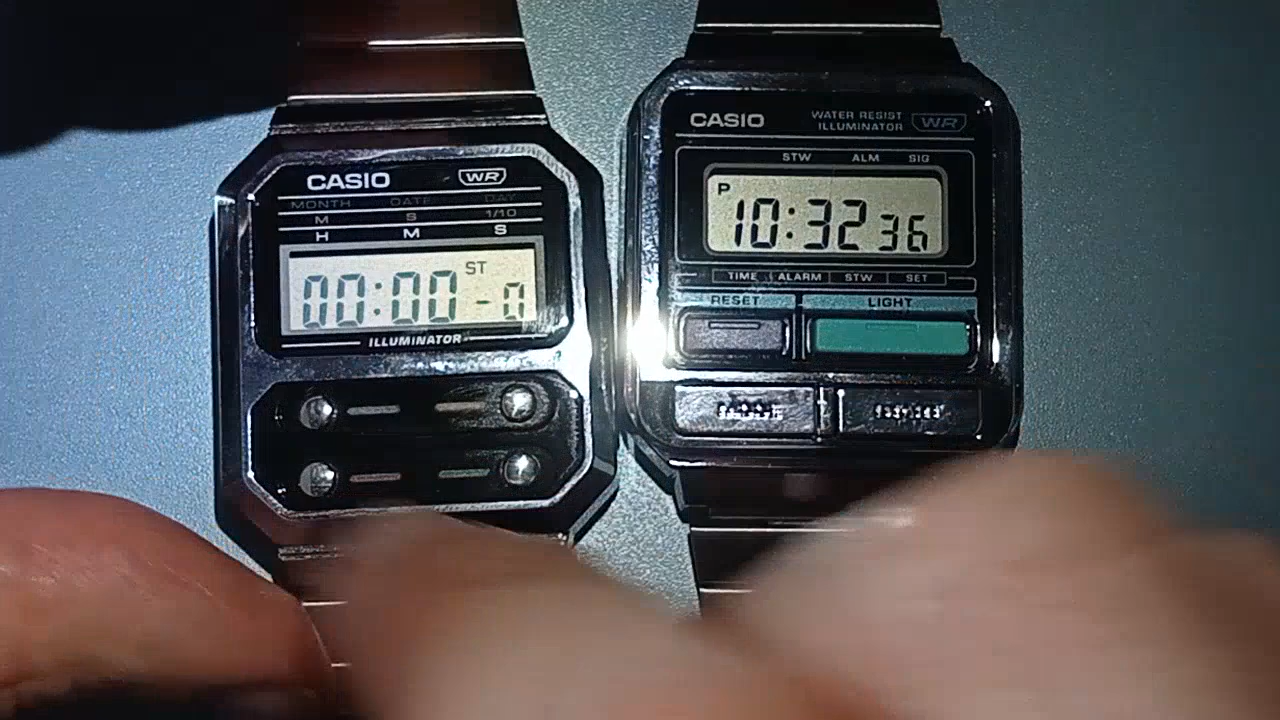 CASIO WR
MONTH DATE DAY
M S 1/10
H M S
ST
00:00 -0
ILLUMINATOR
CASIO WATER RESIST
ILLUMINATOR WR
STW ALM SIG
P
10:32 36
TIME ALARM STW SET
RESET LIGHT